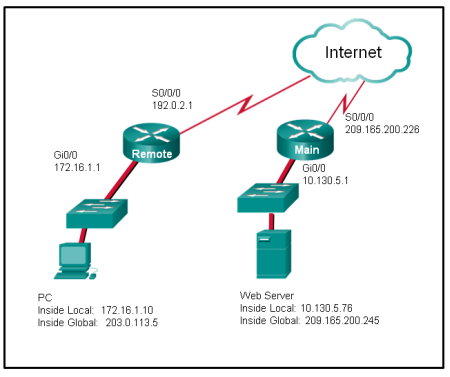 Internet
S0/0/0
192.0.2.1
S0/0/0
209.165.200.226
Remote
Main
Gi0/0
172.16.1.1
Gi0/0
10.130.5.1
PC
Inside Local: 172.16.1.10
Inside Global: 203.0.113.5
Web Server
Inside Local: 10.130.5.76
Inside Global: 209.165.200.245